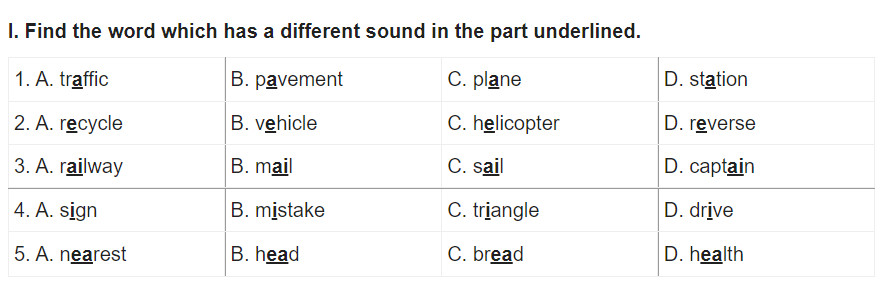 I. Find the word which has a different sound in the part underlined.
1. A. traffic B. pavement C. plane D. station
2. A. recycle B. vehicle C. helicopter D. reverse
3. A. railway B. mail C. sail D. captain
4. A. sign B. mistake C. triangle D. drive
5. A. nearest B. head C. bread D. health